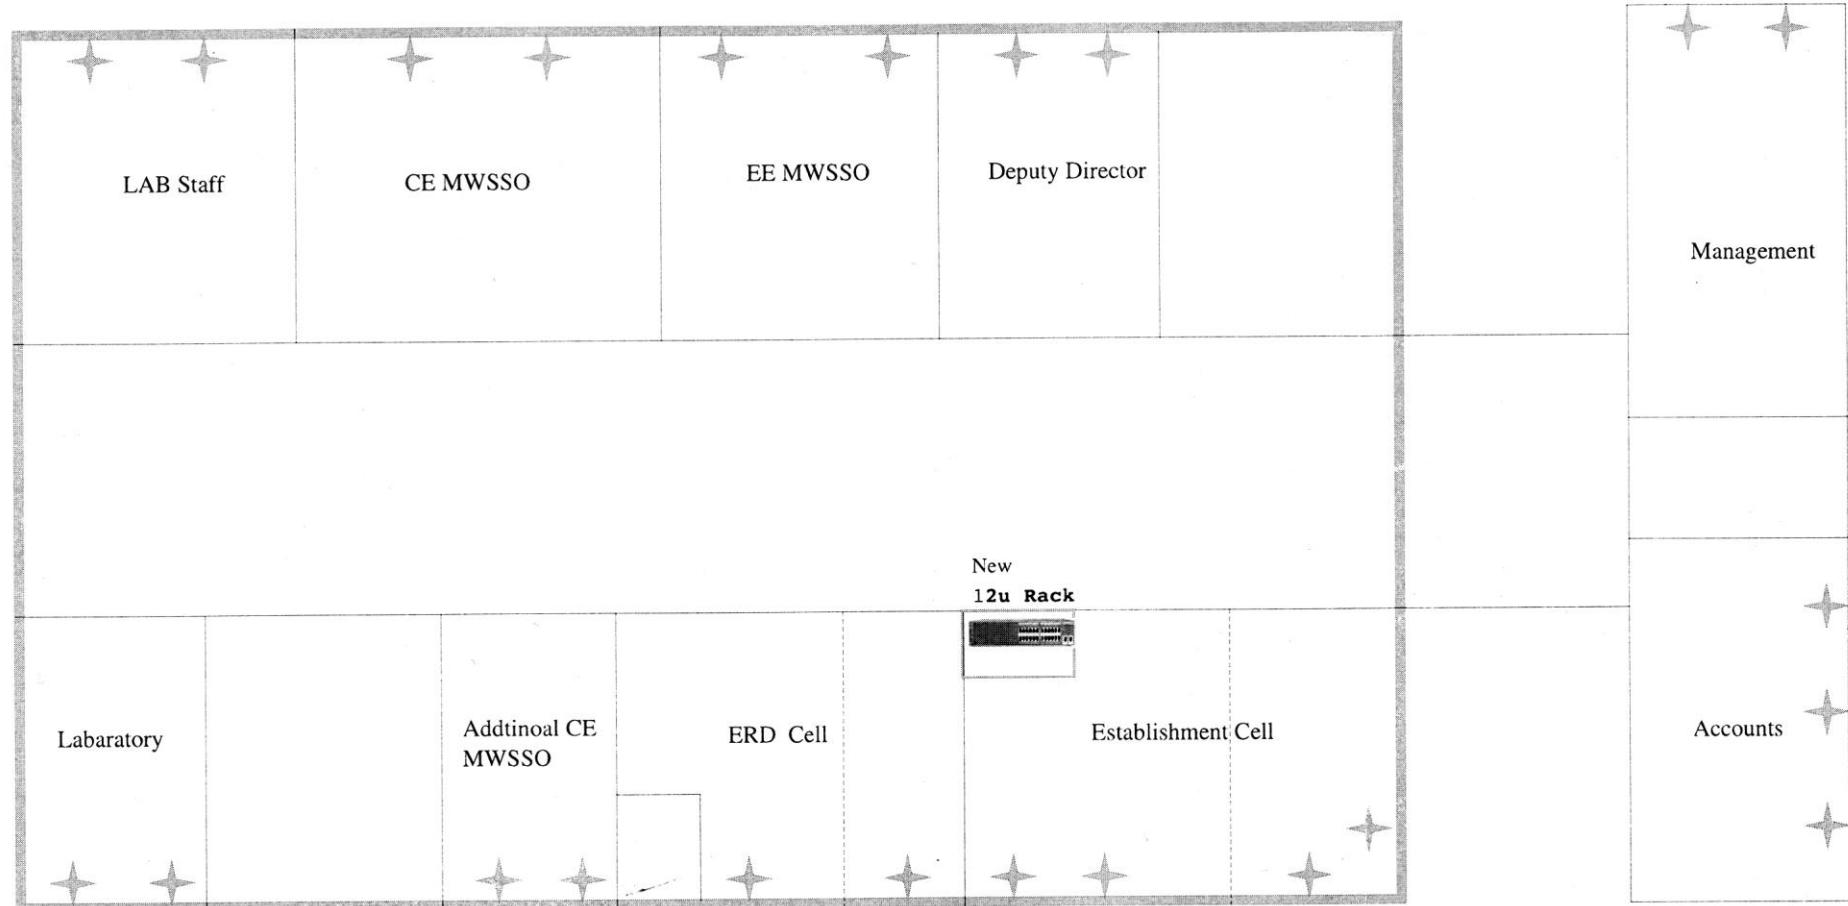 LAB Staff
CE MWSSO
EE MWSSO
Deputy Director
Management
New
12u Rack
Labaratory
Addtinoal CE
MWSSO
ERD Cell
Establishment Cell
Accounts